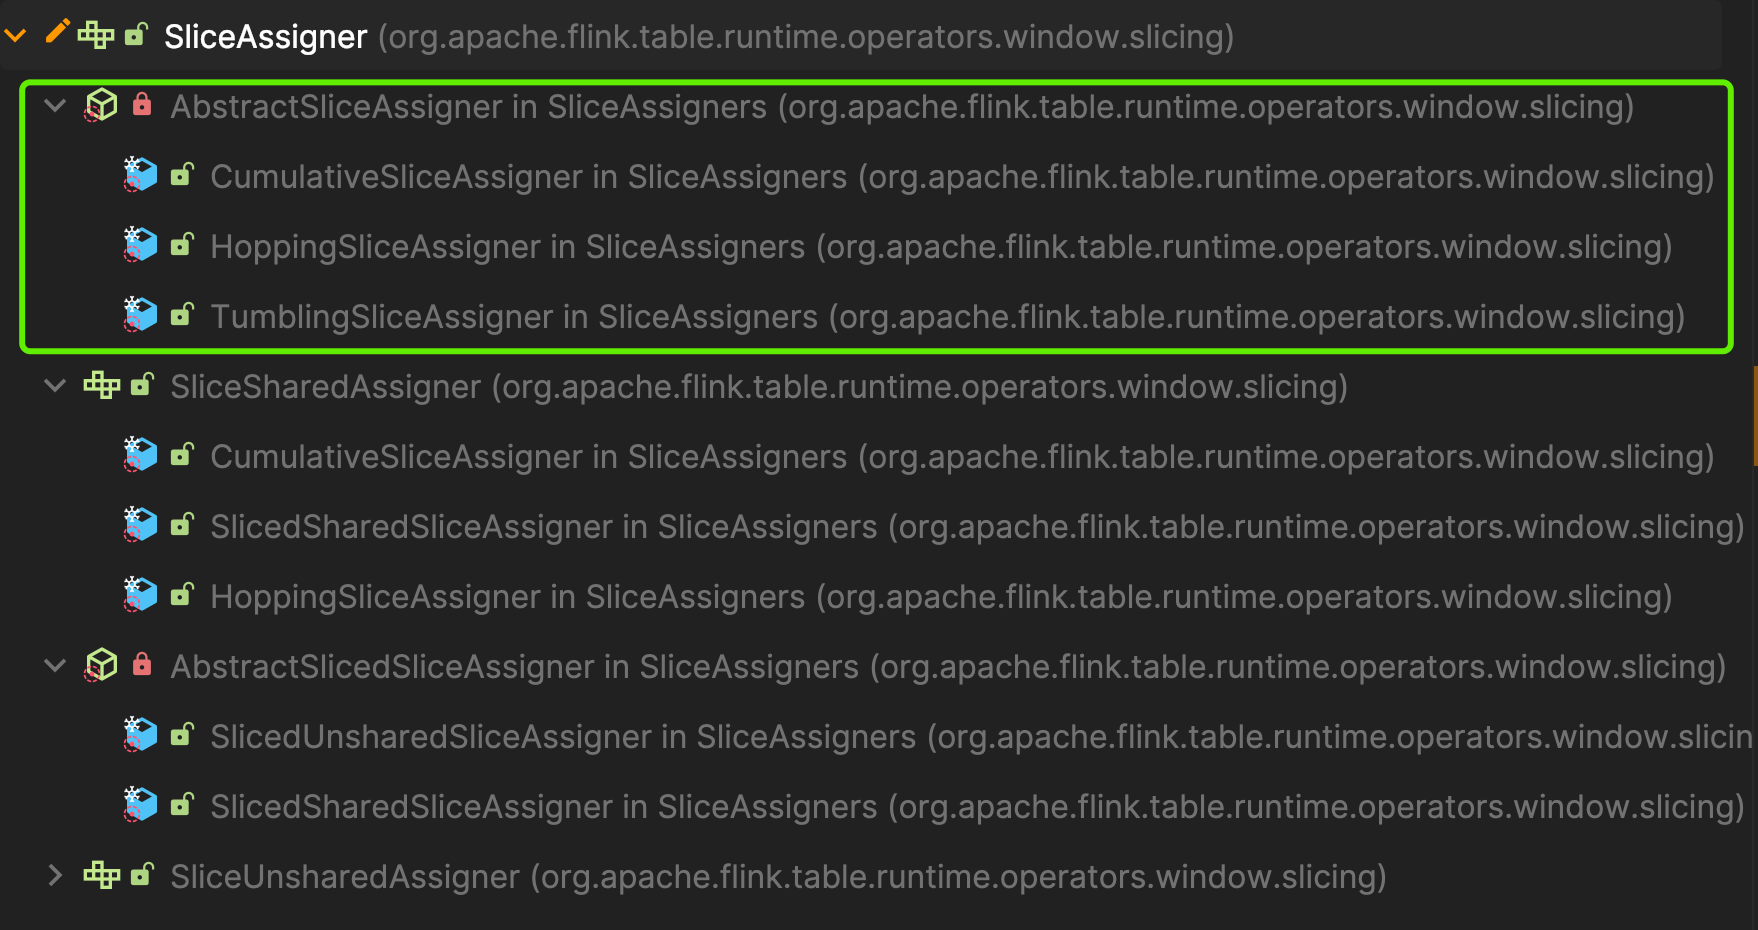 SliceAssigner (org.apache.flink.table.runtime.operators.window.slicing)
AbstractSliceAssigner in SliceAssigners (org.apache.flink.table.runtime.operators.window.slicing)
CumulativeSliceAssigner in SliceAssigners (org.apache.flink.table.runtime.operators.window.slicing)
HoppingSliceAssigner in SliceAssigners (org.apache.flink.table.runtime.operators.window.slicing)
TumblingSliceAssigner in SliceAssigners (org.apache.flink.table.runtime.operators.window.slicing)
SliceSharedAssigner (org.apache.flink.table.runtime.operators.window.slicing)
CumulativeSliceAssigner in SliceAssigners (org.apache.flink.table.runtime.operators.window.slicing)
SlicedSharedSliceAssigner in SliceAssigners (org.apache.flink.table.runtime.operators.window.slicing)
HoppingSliceAssigner in SliceAssigners (org.apache.flink.table.runtime.operators.window.slicing)
AbstractSlicedSliceAssigner in SliceAssigners (org.apache.flink.table.runtime.operators.window.slicing)
SlicedUnsharedSliceAssigner in SliceAssigners (org.apache.flink.table.runtime.operators.window.slicin
SlicedSharedSliceAssigner in SliceAssigners (org.apache.flink.table.runtime.operators.window.slicing)
SliceUnsharedAssigner (org.apache.flink.table.runtime.operators.window.slicing)